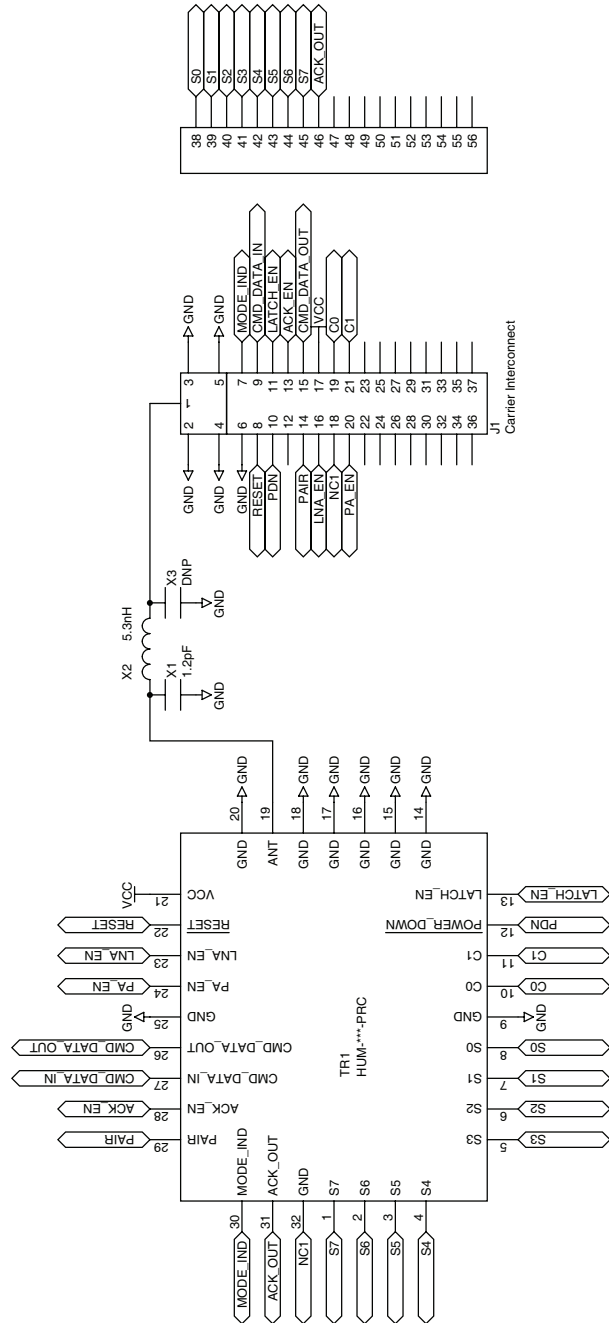 38 S0
39 S1
40 S2
41 S3
42 S4
43 S5
44 S6
45 S7
46 ACK_OUT
47
48
49
50
51
52
53
54
55
56
GND 2 3 GND
1
GND 4 5 GND
GND 6 7 MODE_IND
RESET 8 9 CMD_DATA_IN
PDN 10 11 LATCH_EN
12 13 ACK_EN
PAIR 14 15 CMD_DATA_OUT
LNA_EN 16 17 VCC
NC1 18 19 C0
PA_EN 20 21 C1
22 23
24 25
26 27
28 29
30 31
32 33
34 35
36 37
J1
Carrier Interconnect
X2
5.3nH
X1
1.2pF
GND
X3
DNP
GND
TR1
HUM-***-PRC
MODE_IND 30 MODE_IND
ACK_OUT 31 ACK_OUT
NC1 32 GND
S7 1 S7
S6 2 S6
S5 3 S5
S4 4 S4
S3 5 S3
S2 6 S2
S1 7 S1
S0 8 S0
GND 9 GND
C0 10 C0
C1 11 C1
POWER_DOWN 12 PDN
LATCH_EN 13 LATCH_EN
GND 14 GND
GND 15 GND
GND 16 GND
GND 17 GND
GND 18 GND
ANT 19
GND 20 GND
VCC 21 VCC
RESET 22 RESET
LNA_EN 23 LNA_EN
PA_EN 24 PA_EN
GND 25 GND
CMD_DATA_OUT 26 CMD_DATA_OUT
CMD_DATA_IN 27 CMD_DATA_IN
ACK_EN 28 ACK_EN
PAIR 29 PAIR